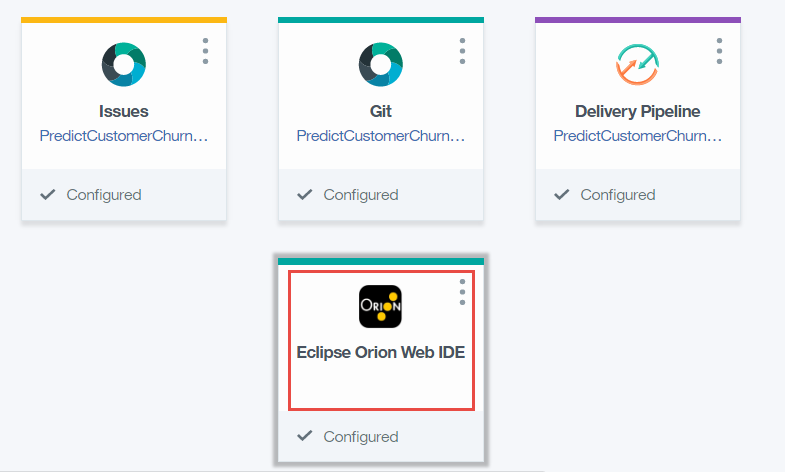 Issues
PredictCustomerChurn...
Configured
Git
PredictCustomerChurn...
Configured
Delivery Pipeline
PredictCustomerChurn...
Configured
ORION
Eclipse Orion Web IDE
Configured